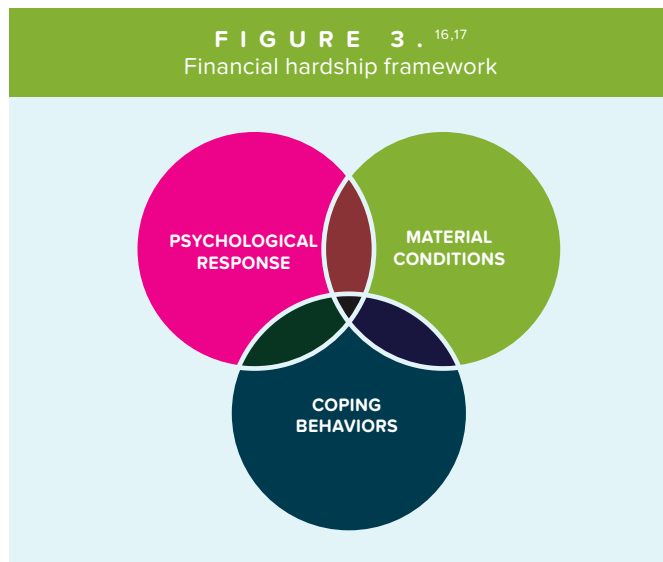 FIGURE 3. 16,17
Financial hardship framework
PSYCHOLOGICAL
RESPONSE
MATERIAL
CONDITIONS
COPING
BEHAVIORS